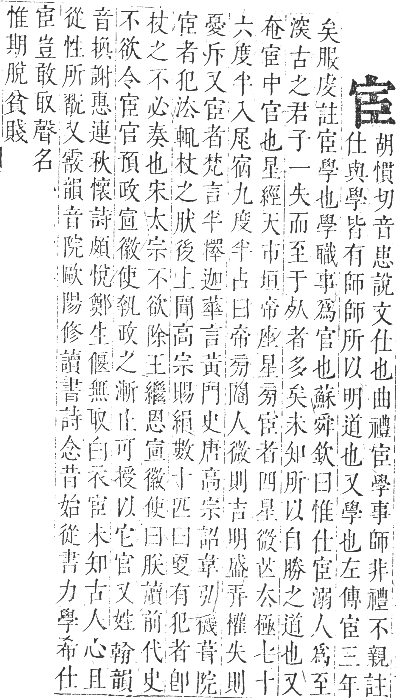 宦
胡慣切音患說文仕也曲禮宦學事師非禮不親註
仕與學皆有師師所以明道也又學也左傳宦三年
矣服虔註宦學也學職事爲官也蘇舜欽曰惟仕宦溺人爲至
深古之君子一失而至于死者多矣未知所以自勝之道也又
奄宦中官也星經天市垣帝座星旁宦者四星微茫去極七十
六度半入尾宿九度半占曰帝旁閹人微則吉明盛弄權失則
憂斥又宦者梵言半懌迦華言黃門史唐高宗詔韋弘機葺院
宦者犯法輒杖之狀後上聞高宗賜絹數十匹曰更有犯者卽
杖之不必奏也宋太宗不欲除王繼恩宣徽使曰朕讀前代史
不欲令宦官預政宣徽使執政之漸止可授以它官又姓翰韻
音換謝惠連秋懷詩頗悅鄭生偃無取白衣宦未知古人心且
從性所翫又霰韻音院歐陽修讀書詩念昔始從書力學希仕
宦豈敢取聲名
惟期脫貧賤